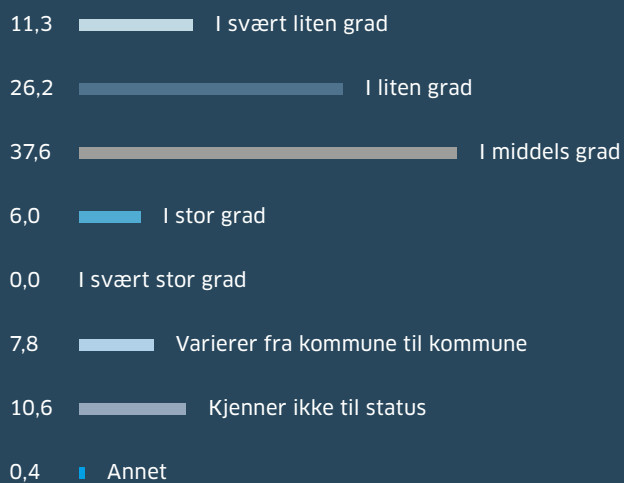 11,3 I svært liten grad
26,2 I liten grad
37,6 I middels grad
6,0 I stor grad
0,0 I svært stor grad
7,8 Varierer fra kommune til kommune
10,6 Kjenner ikke til status
0,4 Annet